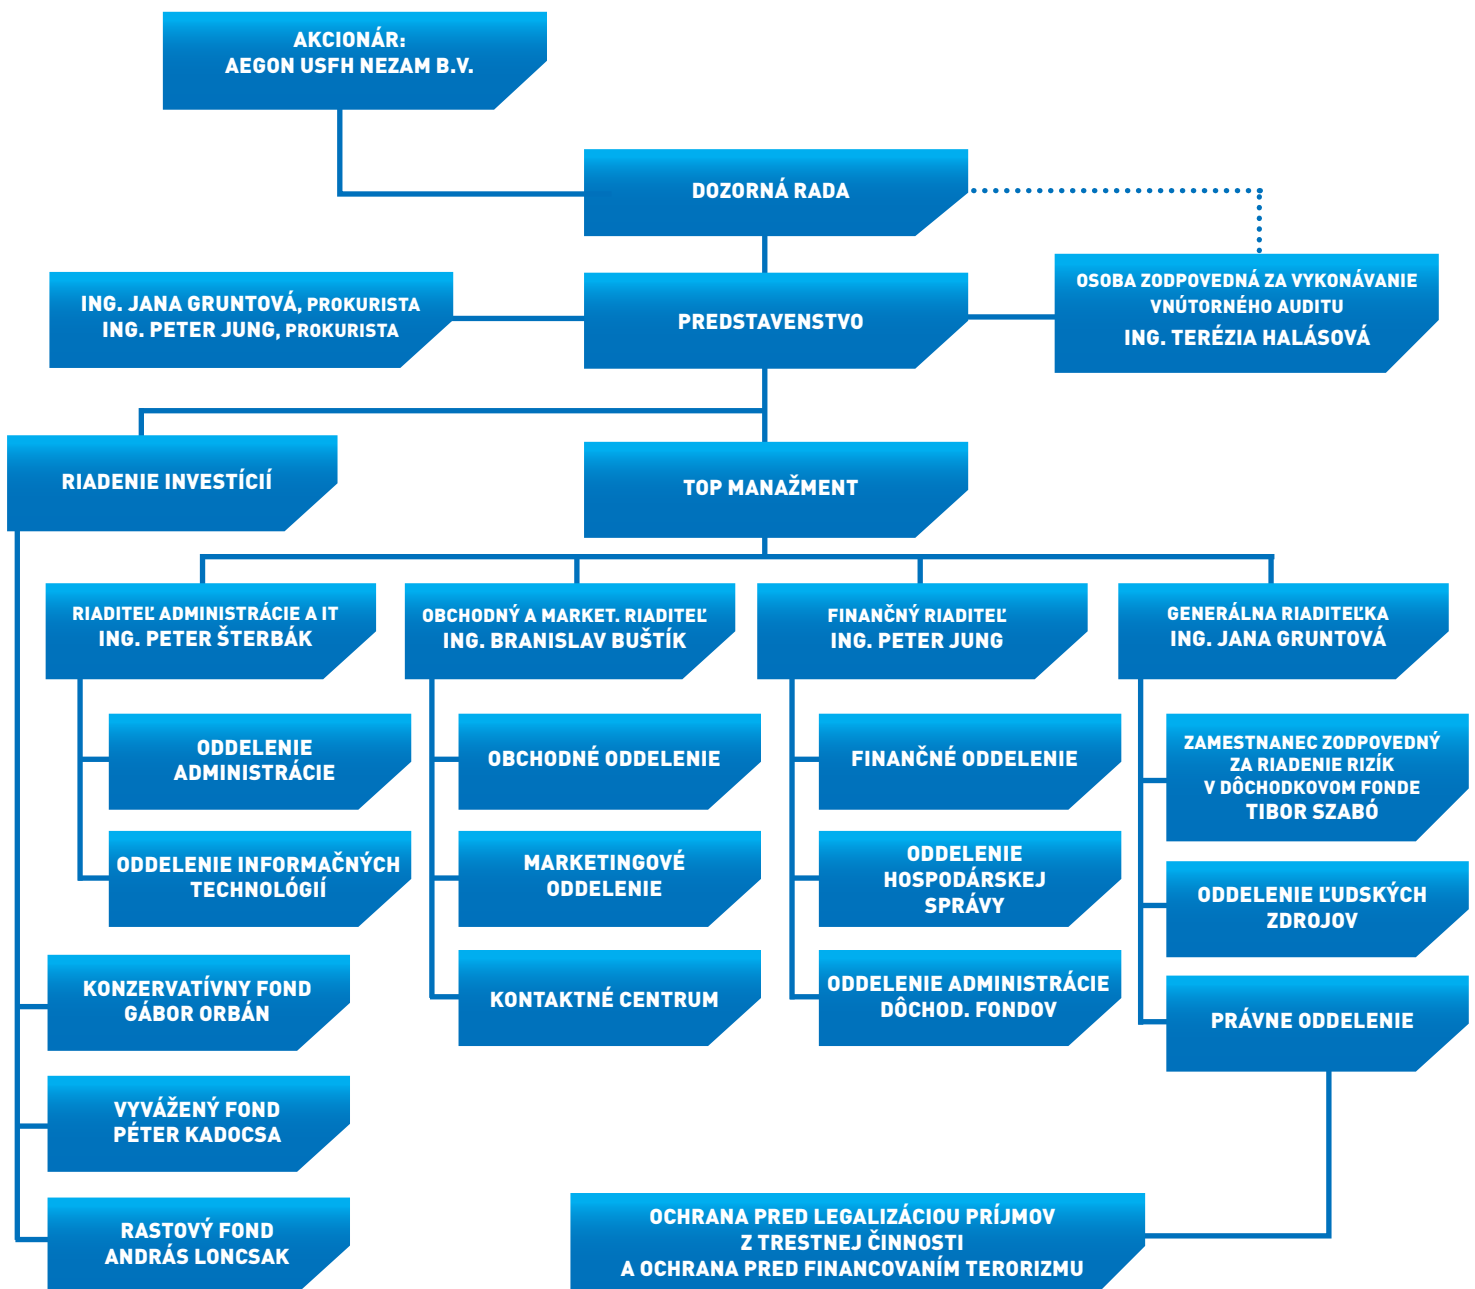 AKCIONÁR:
AEGON USFH NEZAM B.V.
DOZORNÁ RADA
ING. JANA GRUNTOVÁ, PROKURISTA
ING. PETER JUNG, PROKURISTA
PREDSTAVENSTVO
OSOBA ZODPOVEDNÁ ZA VYKONÁVANIE
VNÚTORNÉHO AUDITU
ING. TERÉZIA HALÁSOVÁ
RIADENIE INVESTÍCIÍ
TOP MANAŽMENT
RIADITEĽ ADMINISTRÁCIE A IT
ING. PETER ŠTERBÁK
OBCHODNÝ A MARKET. RIADITEĽ
ING. BRANISLAV BUŠTÍK
FINANČNÝ RIADITEĽ
ING. PETER JUNG
GENERÁLNA RIADITEĽKA
ING. JANA GRUNTOVÁ
ODDELENIE
ADMINISTRÁCIE
OBCHODNÉ ODDELENIE
FINANČNÉ ODDELENIE
ZAMESTNANEC ZODPOVEDNÝ
ZA RIADENIE RIZÍK
V DÔCHODKOVOM FONDE
TIBOR SZABÓ
ODDELENIE INFORMAČNÝCH
TECHNOLÓGIÍ
MARKETINGOVÉ
ODDELENIE
ODDELENIE
HOSPODÁRSKEJ
SPRÁVY
ODDELENIE ĽUDSKÝCH
ZDROJOV
KONZERVATÍVNY FOND
GÁBOR ORBÁN
KONTAKTNÉ CENTRUM
ODDELENIE ADMINISTRÁCIE
DÔCHOD. FONDOV
PRÁVNE ODDELENIE
VYVÁŽENÝ FOND
PÉTER KADOCSA
RASTOVÝ FOND
ANDRÁS LONCSAK
OCHRANA PRED LEGALIZÁCIOU PRÍJMOV
Z TRESTNEJ ČINNOSTI
A OCHRANA PRED FINANCOVANÍM TERORIZMU